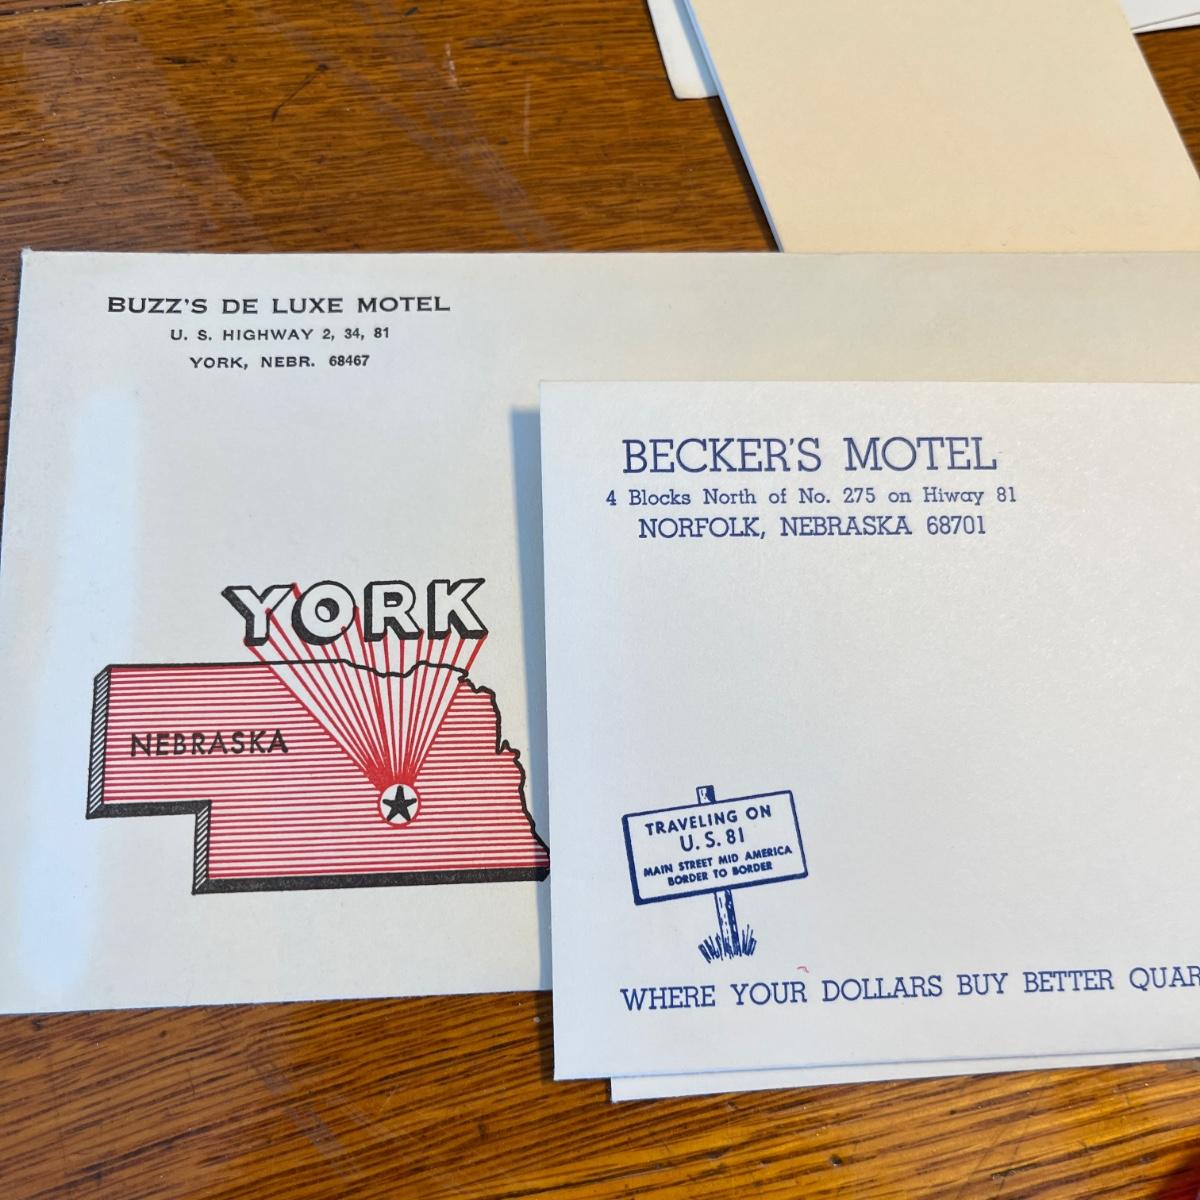 BUZZ'S DE LUXE MOTEL
U. S. HIGHWAY 2, 34, 81
YORK, NEBR. 68467
YORK
NEBRASKA
BECKER'S MOTEL
4 Blocks North of No. 275 on Hiway 81
NORFOLK, NEBRASKA 68701
TRAVELING ON
U. S. 81
MAIN STREET MID AMERICA
BORDER TO BORDER
WHERE YOUR DOLLARS BUY BETTER QUAR